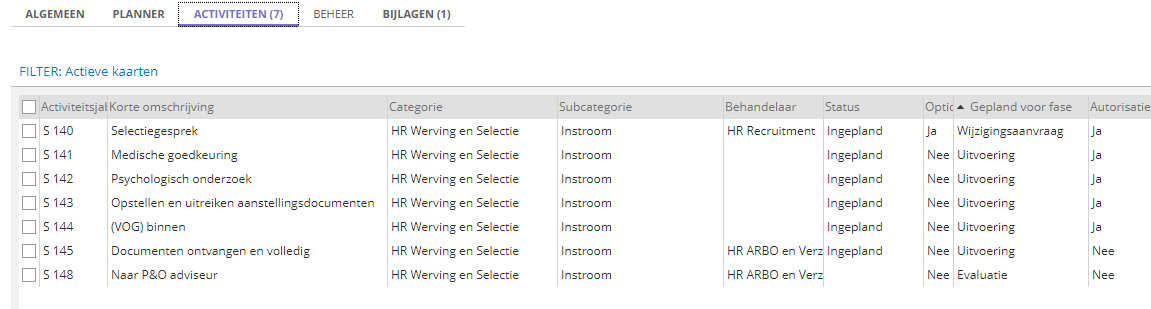 ALGEMEEN PLANNER ACTIVITEITEN (7) BEHEER BIJLAGEN (1)
FILTER: Actieve kaarten
Activiteitsjal Korte omschrijving Categorie Subcategorie Behandelaar Status Optic Gepland voor fase Autorisatie
S 140 Selectiegesprek HR Werving en Selectie Instroom HR Recruitment Ingepland Ja Wijzigingsaanvraag Ja
S 141 Medische goedkeuring HR Werving en Selectie Instroom Ingepland Nee Uitvoering Ja
S 142 Psychologisch onderzoek HR Werving en Selectie Instroom Ingepland Nee Uitvoering Ja
S 143 Opstellen en uitreiken aanstellingsdocumenten HR Werving en Selectie Instroom Ingepland Nee Uitvoering Ja
S 144 (VOG) binnen HR Werving en Selectie Instroom Ingepland Nee Uitvoering Ja
S 145 Documenten ontvangen en volledig HR Werving en Selectie Instroom HR ARBO en Verz Ingepland Nee Uitvoering Nee
S 148 Naar P&O adviseur HR Werving en Selectie Instroom HR ARBO en Verz Nee Evaluatie Nee